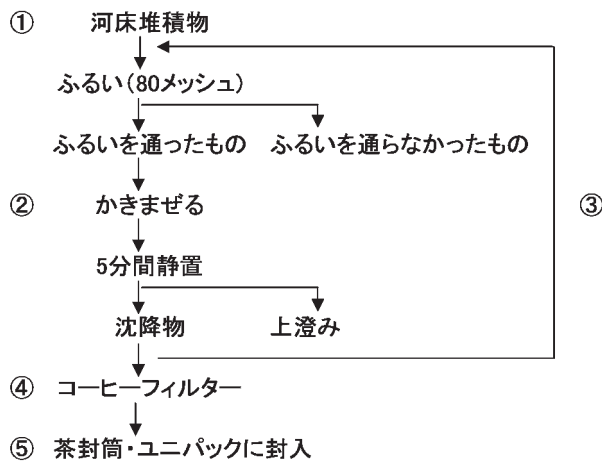 ① 河床堆積物
ふるい(80メッシュ)
ふるいを通ったもの ふるいを通らなかったもの
② かきまぜる ③
5分間静置
沈降物 上澄み
④ コーヒーフィルター
⑤ 茶封筒・ユニパックに封入